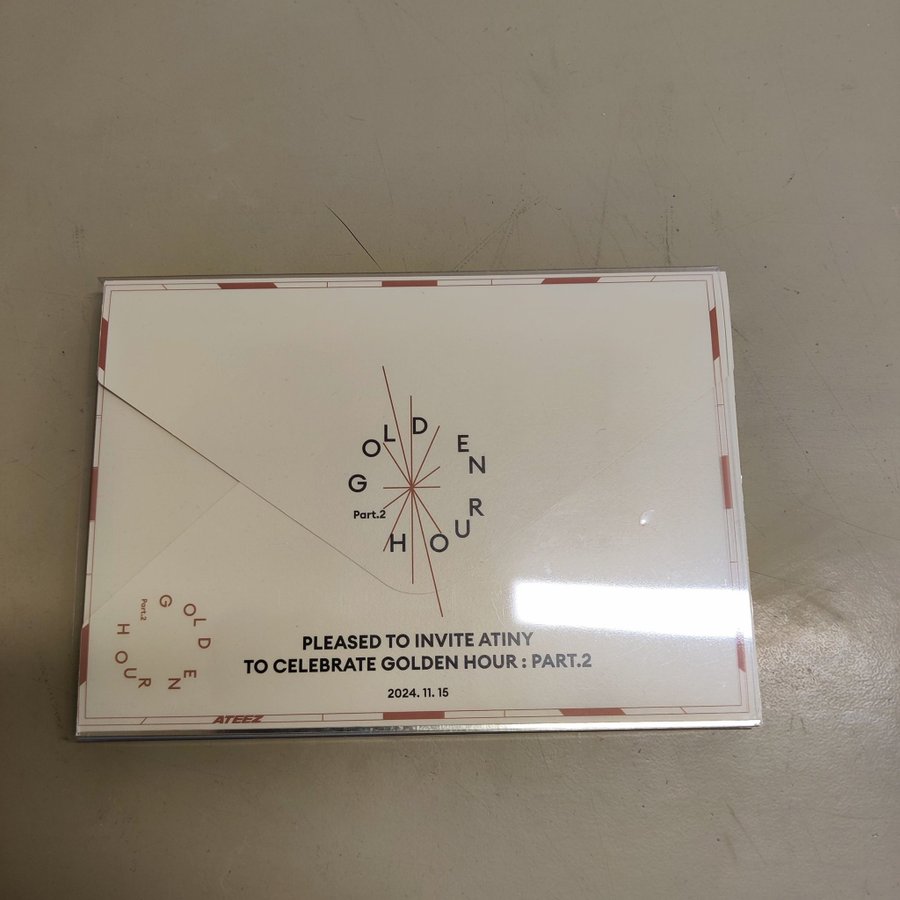 GOLDEN
Part.2
HOUR
PLEASED TO INVITE ATINY
TO CELEBRATE GOLDEN HOUR : PART.2
2024. 11. 15
GOLDEN
Part.2
HOUR
ATEEZ